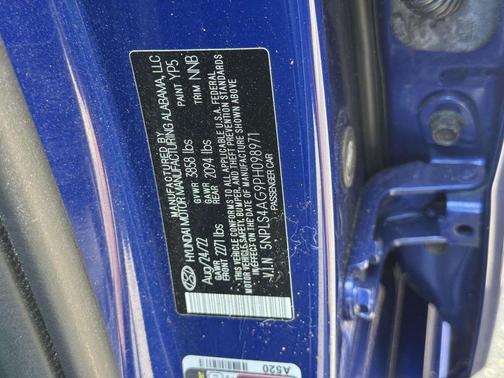 MANUFACTURED BY
HYUNDAI MOTOR MANUFACTURING ALABAMA, LLC
Aug/24/22 GVWR 3858 lbs PAINT YP5
GAWR FRONT 2271 lbs GAWR REAR 2094 lbs TRIM NNB
* THIS VEHICLE CONFORMS TO ALL APPLICABLE U.S.A. FEDERAL
MOTOR VEHICLE SAFETY, BUMPER, AND THEFT PREVENTION STANDARDS
IN EFFECT ON THE DATE OF MANUFACTURE SHOWN ABOVE
V.I.N 5NPLS4AG9PH098971
PASSENGER CAR
A520